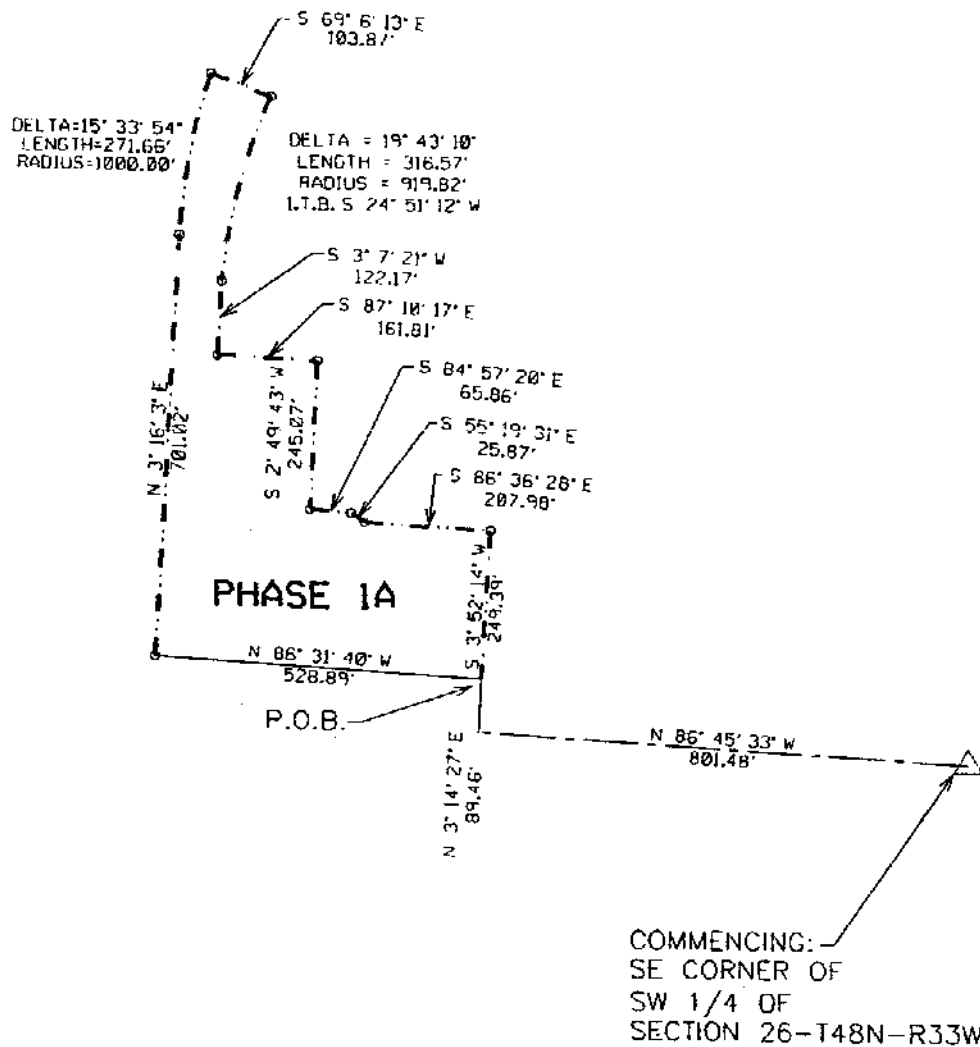 S 69° 6' 13" E
103.87'
DELTA=15° 33' 54"
LENGTH=271.66'
RADIUS=1000.00'
DELTA = 19° 43' 10"
LENGTH = 316.57'
RADIUS = 919.82'
I.T.B. S 24° 51' 12" W
S 3° 7' 21" W
122.17'
S 87° 10' 17" E
161.81'
S 84° 57' 20" E
65.86'
S 55° 19' 31" E
25.87'
S 86° 36' 28" E
207.98'
N 3° 16' 3" E
701.02'
S 2° 49' 43" W
245.07'
S 3° 52' 14" W
249.39'
PHASE 1A
N 86° 31' 40" W
528.89'
P.O.B.
N 3° 14' 27" E
89.46'
N 86° 45' 33" W
801.48'
COMMENCING:
SE CORNER OF
SW 1/4 OF
SECTION 26-T48N-R33W